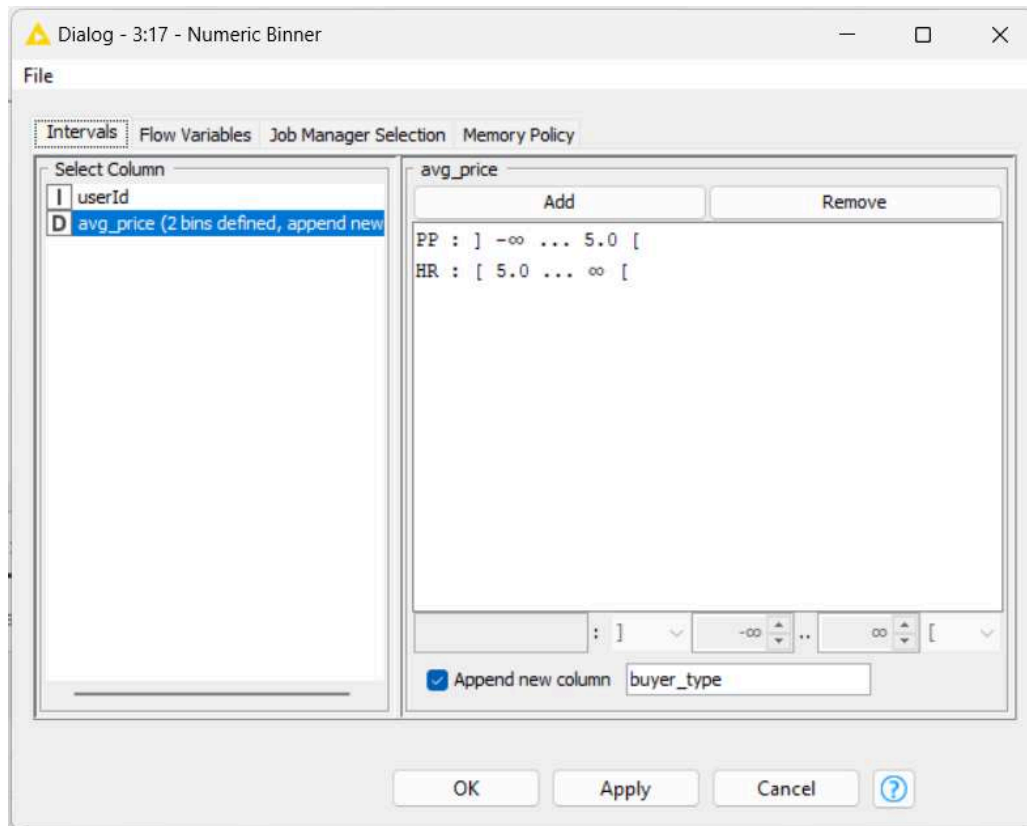 Dialog - 3:17 - Numeric Binner
File
Intervals Flow Variables Job Manager Selection Memory Policy
Select Column
I userId
D avg_price (2 bins defined, append new
avg_price
Add Remove
PP : ] -∞ ... 5.0 [
HR : [ 5.0 ... ∞ [
: ] -∞ .. ∞ [
Append new column buyer_type
OK Apply Cancel ?